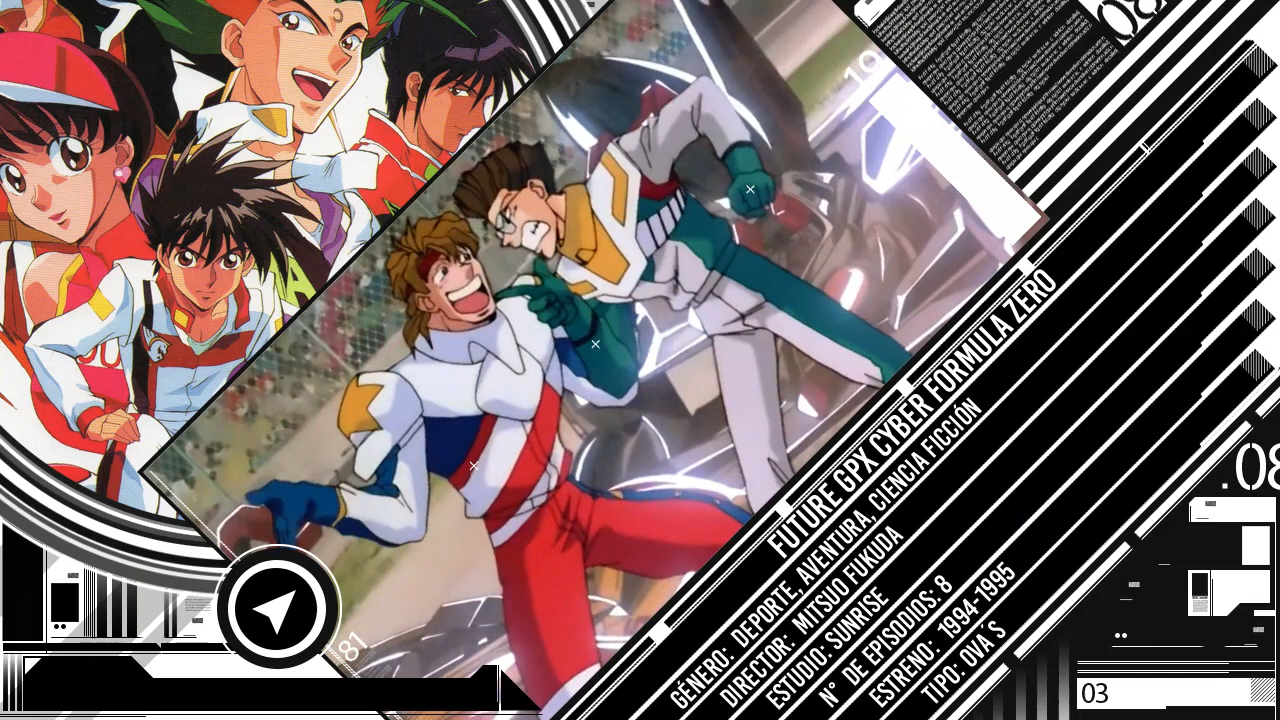 10
FUTURE GPX CYBER FORMULA ZERO
GÉNERO: DEPORTE, AVENTURA, CIENCIA FICCIÓN
DIRECTOR: MITSUO FUKUDA
ESTUDIO: SUNRISE
N° DE EPISODIOS: 8
ESTRENO: 1994-1995
TIPO: OVA´S
.08
81
03